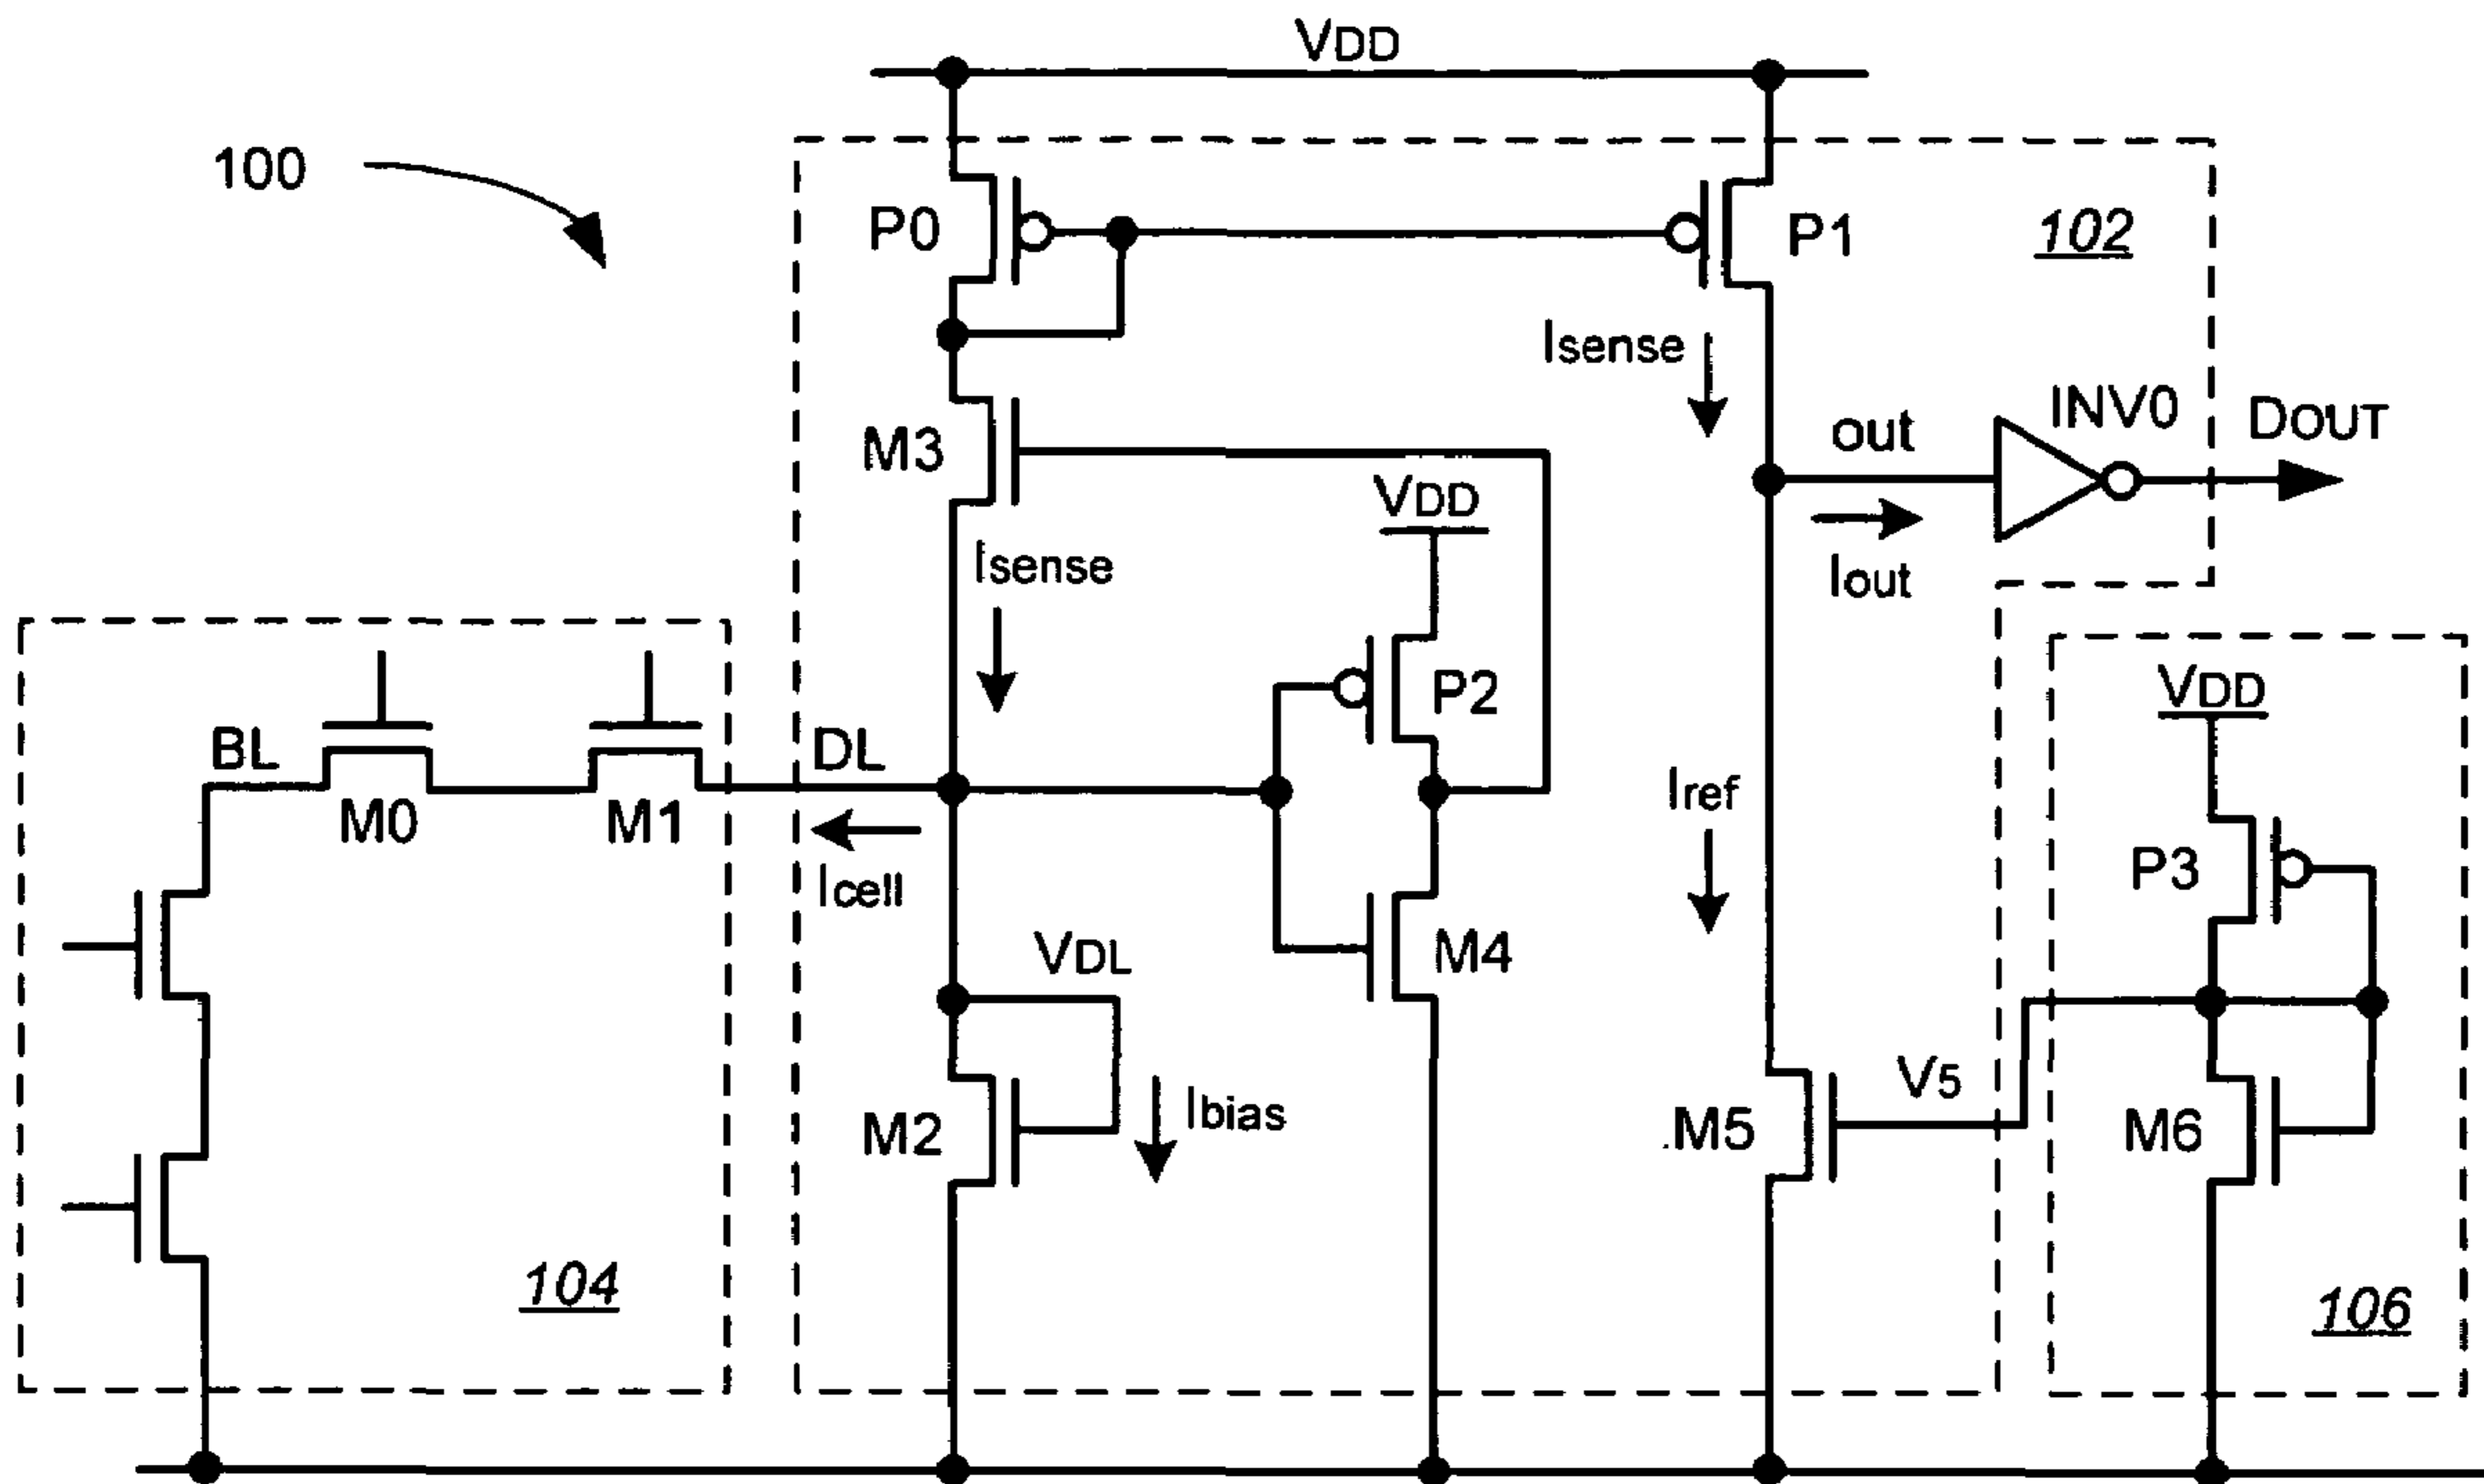 VDD
100
P0
P1
102
Isense
M3
out
INV0
DOUT
VDD
Isense
Iout
P2
VDD
BL
DL
M0
M1
Iref
Icell
P3
VDL
M4
V5
M2
Ibias
M5
M6
104
106